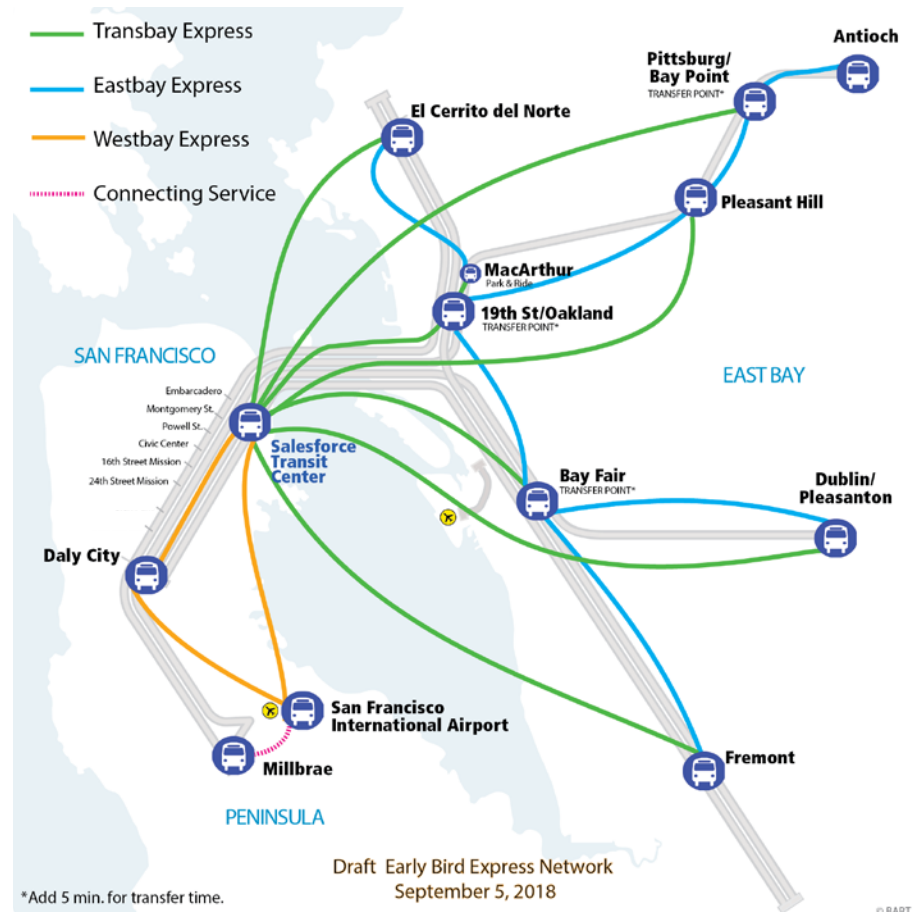 Transbay Express
Eastbay Express
Westbay Express
Connecting Service
Antioch
Pittsburg/
Bay Point
TRANSFER POINT*
El Cerrito del Norte
Pleasant Hill
MacArthur
Park & Ride
19th St/Oakland
TRANSFER POINT*
SAN FRANCISCO
EAST BAY
Embarcadero
Montgomery St.
Powell St.
Civic Center
16th Street Mission
24th Street Mission
Salesforce
Transit
Center
Bay Fair
TRANSFER POINT*
Dublin/
Pleasanton
Daly City
San Francisco
International Airport
Millbrae
Fremont
PENINSULA
Draft Early Bird Express Network
September 5, 2018
*Add 5 min. for transfer time.
© BART